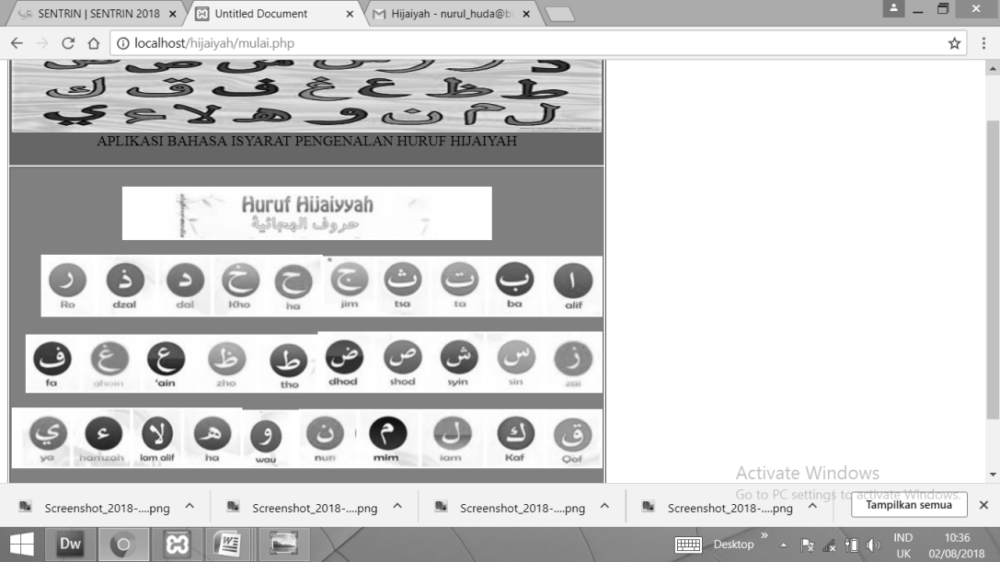 SENTRIN | SENTRIN 2018
Untitled Document
Hijaiyah - nurul_huda@b
localhost/hijaiyah/mulai.php
ط ظ ع غ ف ق ك
ل م ن و ه لا ء ي
APLIKASI BAHASA ISYARAT PENGENALAN HURUF HIJAIYAH
Huruf Hijaiyyah
حروف الهجائية
ا ب ت ث ج ح خ د ذ ر
Ro dzal dal Kho ha jim tsa ta ba alif
ز س ش ص ض ط ظ ع غ ف
fa ghoin 'ain zho tho dhod shod syin sin zai
ق ك ل م ن و ه لا ء ي
ya hamzah lam alif ha wau nun mim lam Kaf Qof
Activate Windows
Go to PC settings to activate Windows.
Screenshot_2018-....png Screenshot_2018-....png Screenshot_2018-....png Screenshot_2018-....png Tampilkan semua
Dw
Desktop
IND 10:36
UK 02/08/2018